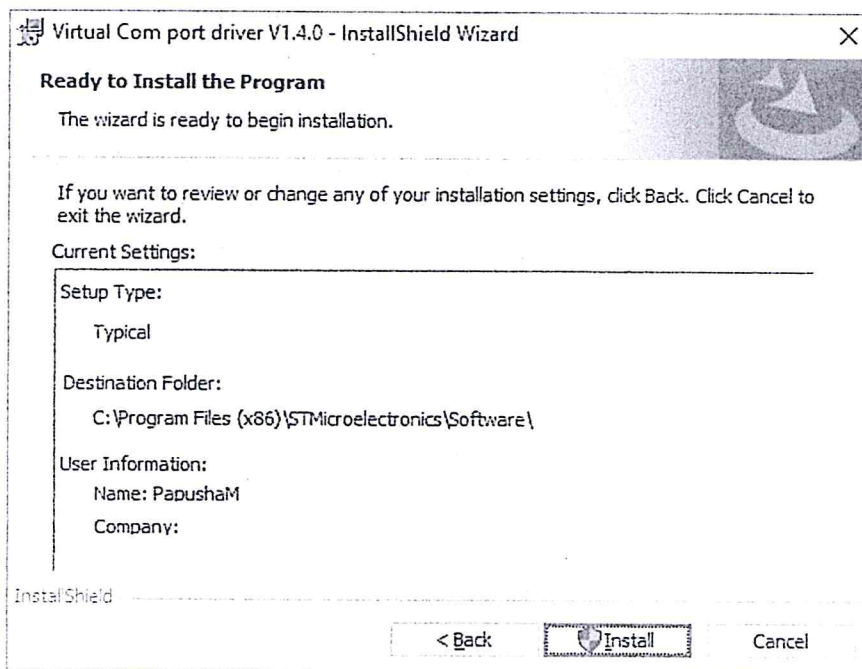 Virtual Com port driver V1.4.0 - InstallShield Wizard
Ready to Install the Program
The wizard is ready to begin installation.
If you want to review or change any of your installation settings, click Back. Click Cancel to
exit the wizard.
Current Settings:
Setup Type:
Typical
Destination Folder:
C:\Program Files (x86)\STMicroelectronics\Software\
User Information:
Name: PapushaM
Company:
InstallShield
< Back
Install
Cancel